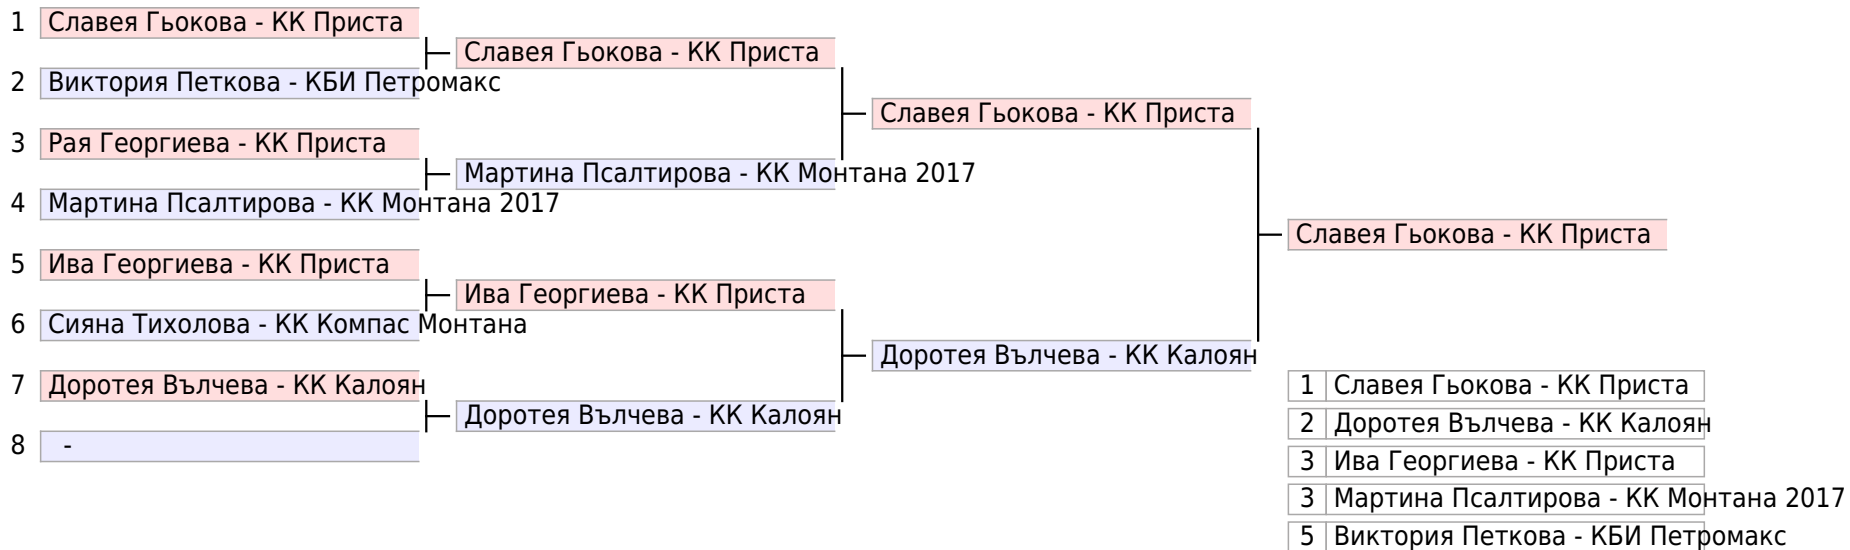 1 Славея Гьокова - КК Приста
2 Виктория Петкова - КБИ Петромакс
3 Рая Георгиева - КК Приста
4 Мартина Псалтирова - КК Монтана 2017
5 Ива Георгиева - КК Приста
6 Сияна Тихолова - КК Компас Монтана
7 Доротея Вълчева - КК Калоян
8 -
Славея Гьокова - КК Приста
Мартина Псалтирова - КК Монтана 2017
Ива Георгиева - КК Приста
Доротея Вълчева - КК Калоян
Славея Гьокова - КК Приста
Доротея Вълчева - КК Калоян
Славея Гьокова - КК Приста
1 Славея Гьокова - КК Приста
2 Доротея Вълчева - КК Калоян
3 Ива Георгиева - КК Приста
3 Мартина Псалтирова - КК Монтана 2017
5 Виктория Петкова - КБИ Петромакс